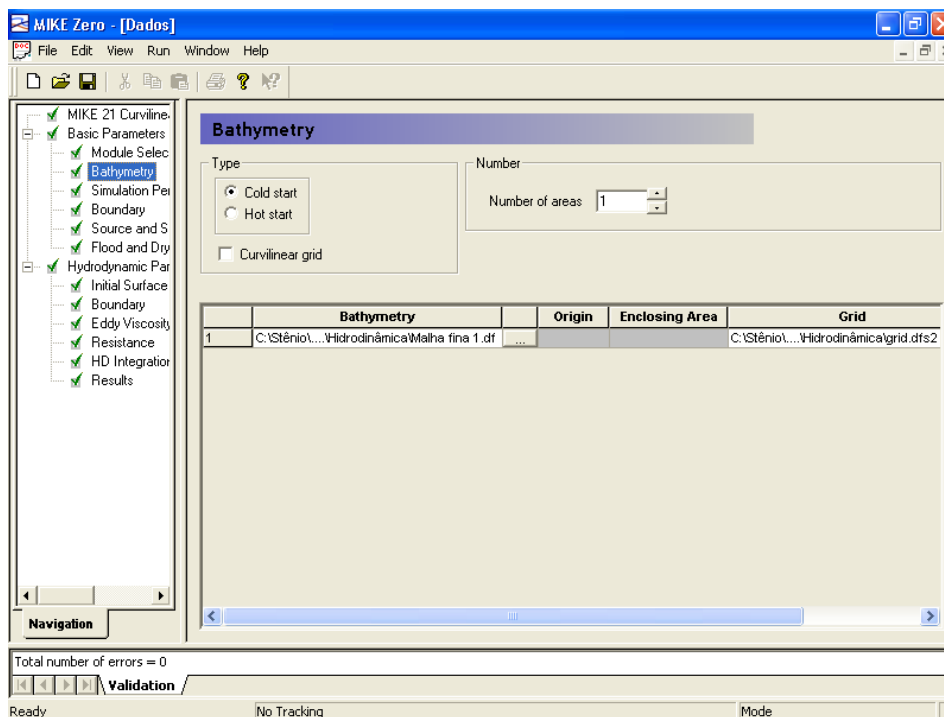 MIKE Zero - [Dados]
File Edit View Run Window Help
MIKE 21 Curviline
Basic Parameters
Module Selec
Bathymetry
Simulation Per
Boundary
Source and S
Flood and Dry
Hydrodynamic Par
Initial Surface
Boundary
Eddy Viscosity
Resistance
HD Integration
Results
Navigation
Bathymetry
Type
Cold start
Hot start
Curvilinear grid
Number
Number of areas 1
Bathymetry Origin Enclosing Area Grid
1 C:\Stênio\....\Hidrodinâmica\Malha fina 1.df ... C:\Stênio\....\Hidrodinâmica\grid.dfs2
Total number of errors = 0
Validation
Ready No Tracking Mode